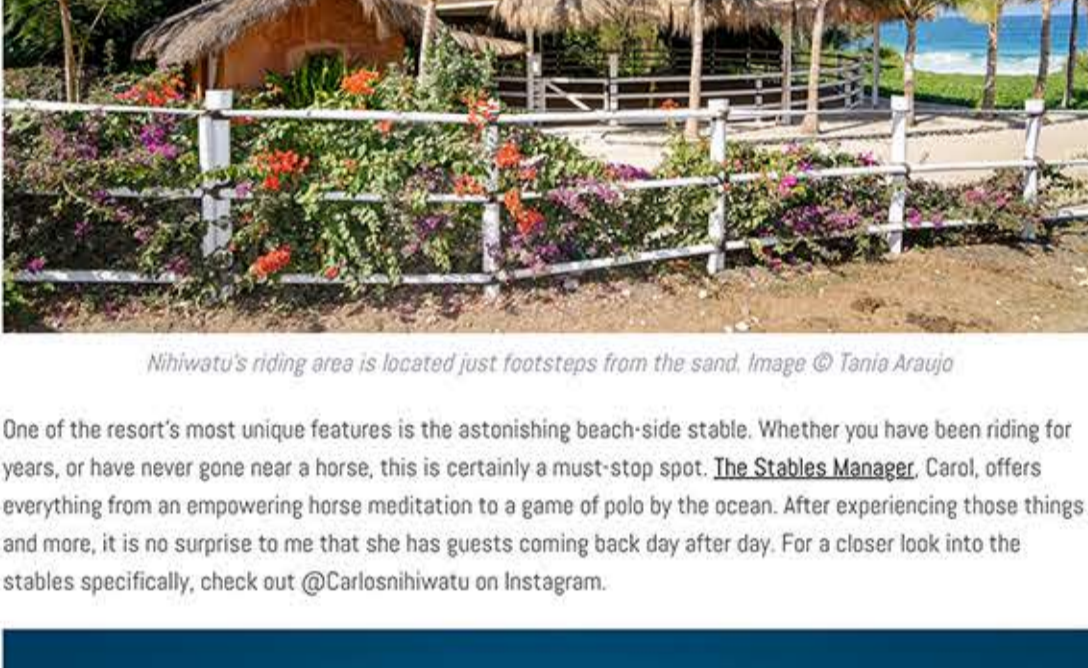 Nihiwatu's riding area is located just footsteps from the sand. Image © Tania Araujo
One of the resort's most unique features is the astonishing beach-side stable. Whether you have been riding for
years, or have never gone near a horse, this is certainly a must-stop spot. The Stables Manager, Carol, offers
everything from an empowering horse meditation to a game of polo by the ocean. After experiencing those things
and more, it is no surprise to me that she has guests coming back day after day. For a closer look into the
stables specifically, check out @Carlosnihiwatu on Instagram.